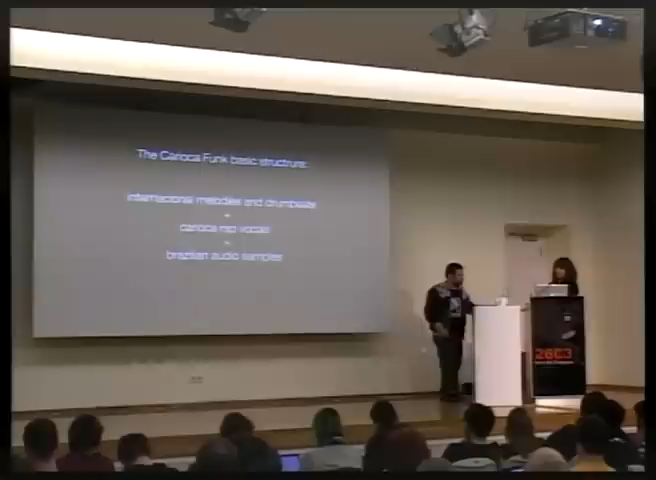 The Carioca Funk basic structure:
international melodies and drumbeats
+
carioca mc vocals
+
brazilian audio samples
26C3